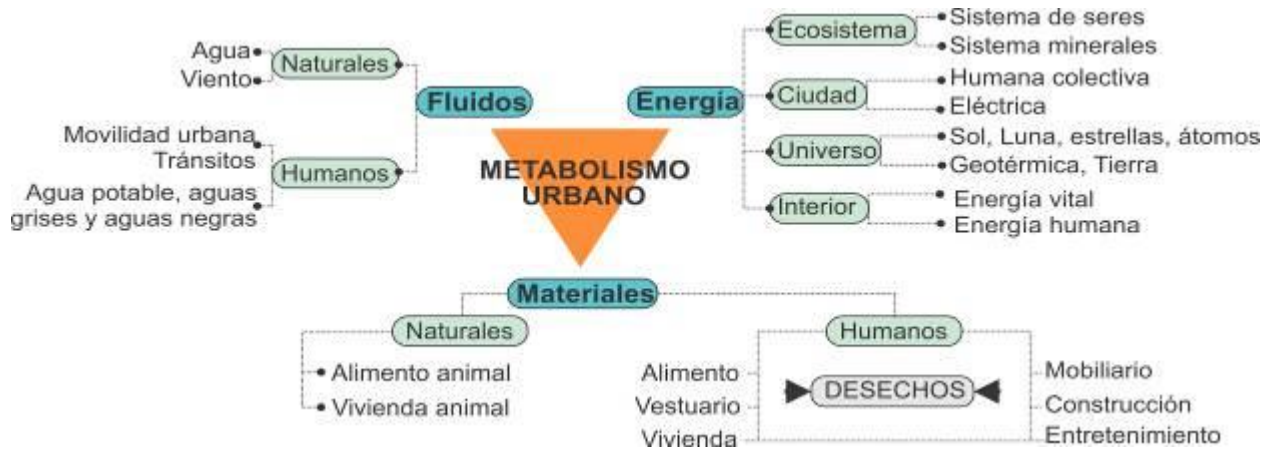 Fluidos
Naturales
Agua
Viento
Humanos
Movilidad urbana
Tránsitos
Agua potable, aguas
grises y aguas negras
METABOLISMO
URBANO
Energía
Ecosistema
Sistema de seres
Sistema minerales
Ciudad
Humana colectiva
Eléctrica
Universo
Sol, Luna, estrellas, átomos
Geotérmica, Tierra
Interior
Energía vital
Energía humana
Materiales
Naturales
Alimento animal
Vivienda animal
Humanos
Alimento
Vestuario
Vivienda
DESECHOS
Mobiliario
Construcción
Entretenimiento